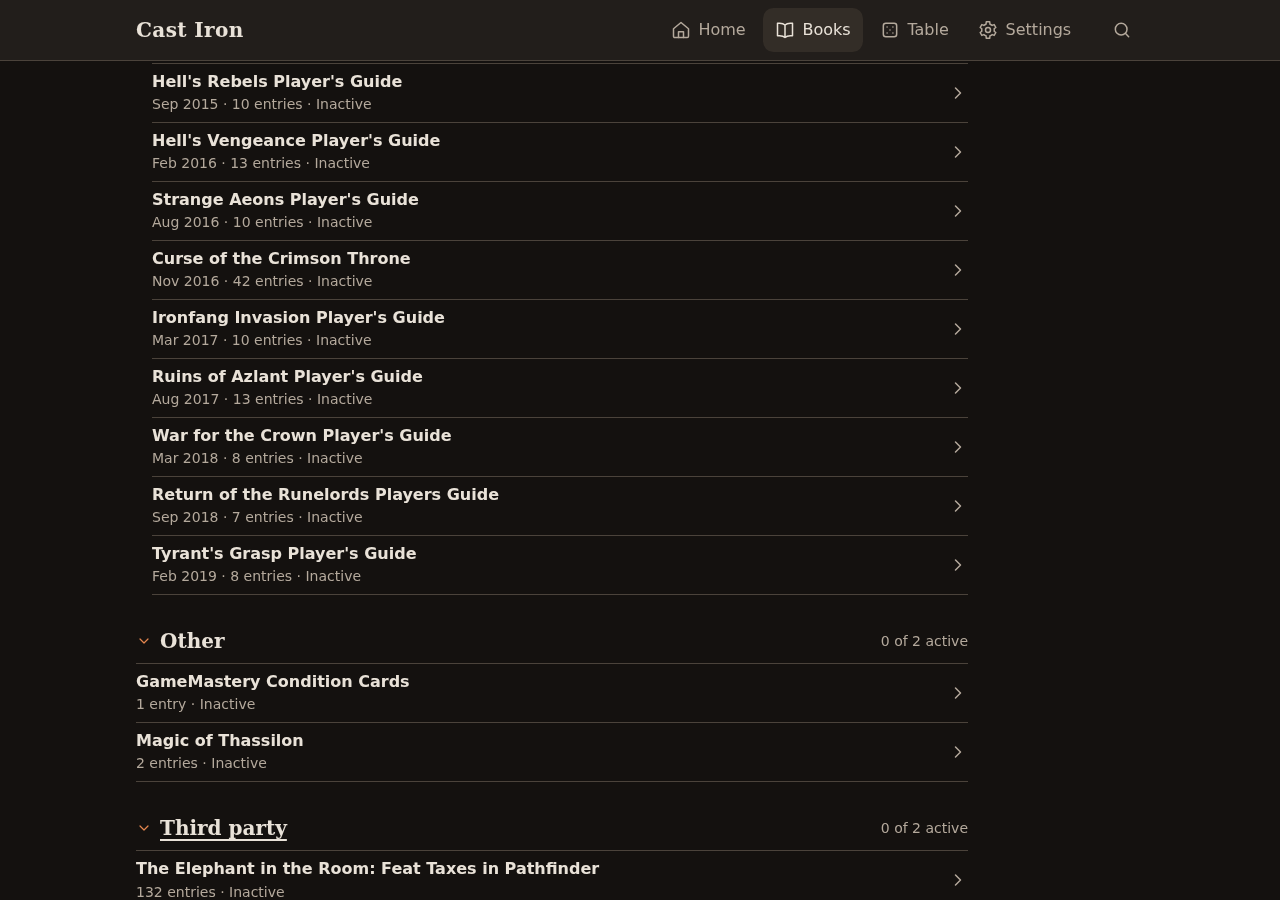 Cast Iron
Home
Books
Table
Settings
Hell's Rebels Player's Guide
Sep 2015 · 10 entries · Inactive
Hell's Vengeance Player's Guide
Feb 2016 · 13 entries · Inactive
Strange Aeons Player's Guide
Aug 2016 · 10 entries · Inactive
Curse of the Crimson Throne
Nov 2016 · 42 entries · Inactive
Ironfang Invasion Player's Guide
Mar 2017 · 10 entries · Inactive
Ruins of Azlant Player's Guide
Aug 2017 · 13 entries · Inactive
War for the Crown Player's Guide
Mar 2018 · 8 entries · Inactive
Return of the Runelords Players Guide
Sep 2018 · 7 entries · Inactive
Tyrant's Grasp Player's Guide
Feb 2019 · 8 entries · Inactive
Other
0 of 2 active
GameMastery Condition Cards
1 entry · Inactive
Magic of Thassilon
2 entries · Inactive
Third party
0 of 2 active
The Elephant in the Room: Feat Taxes in Pathfinder
132 entries · Inactive